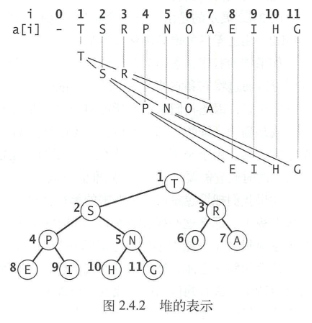 i 0 1 2 3 4 5 6 7 8 9 10 11
a[i] - T S R P N O A E I H G
T
S R
P N O A
E I H G
1 T
2 S 3 R
4 P 5 N 6 O 7 A
8 E 9 I 10 H 11 G
图 2.4.2 堆的表示